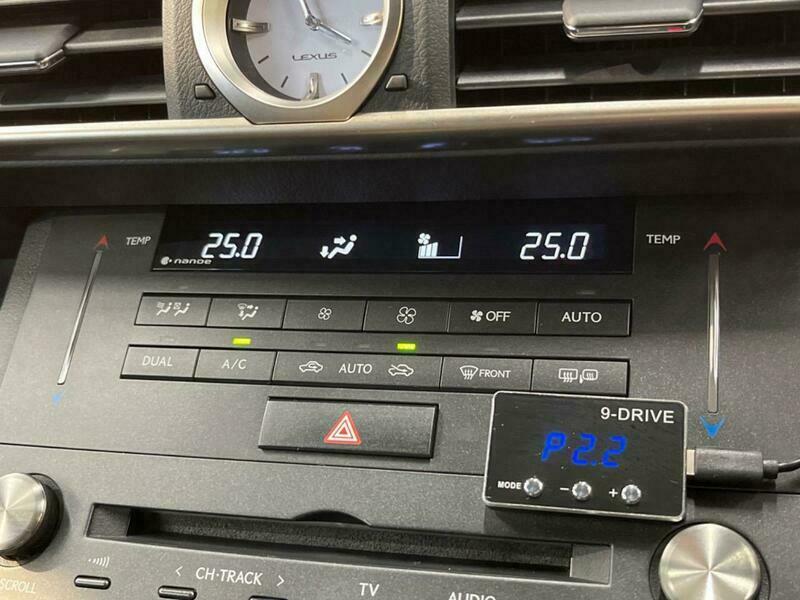 LEXUS
TEMP
25.0
25.0
TEMP
nanoe
OFF
AUTO
DUAL
A/C
AUTO
FRONT
9-DRIVE
P2.2
MODE
−
+
SCROLL
< CH·TRACK >
TV
AUDIO